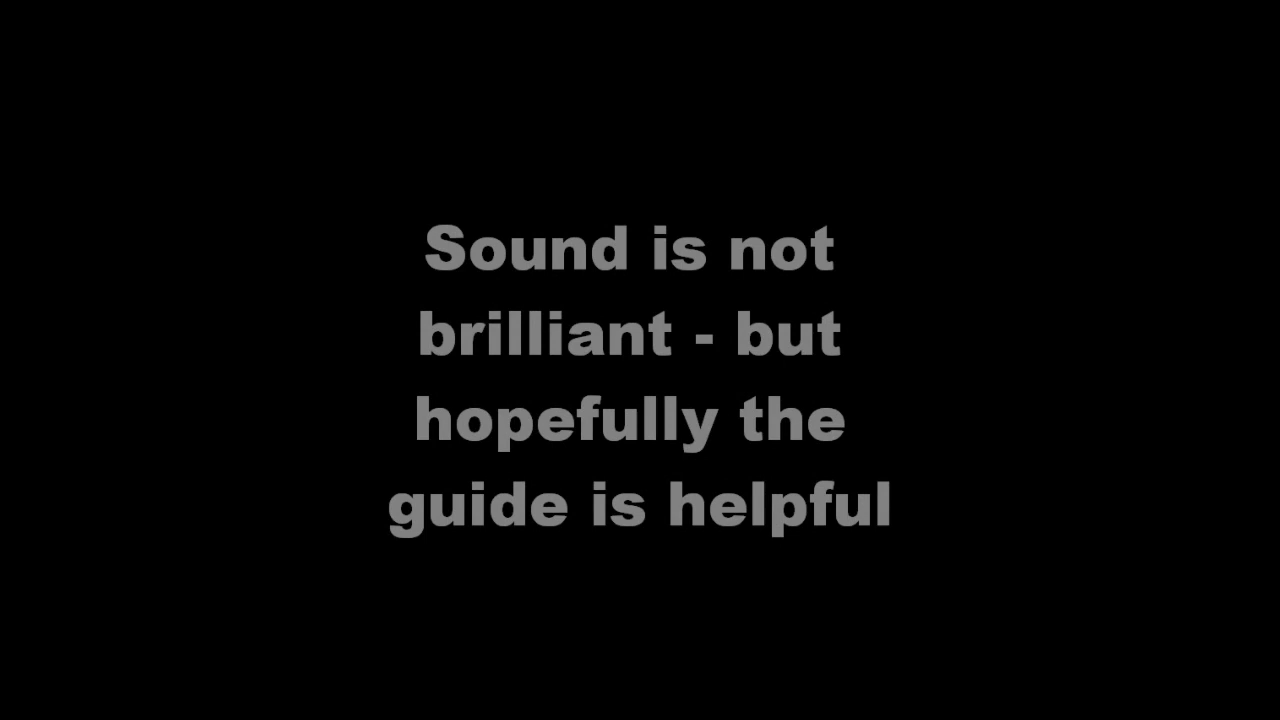 Sound is not
brilliant - but
hopefully the
guide is helpful